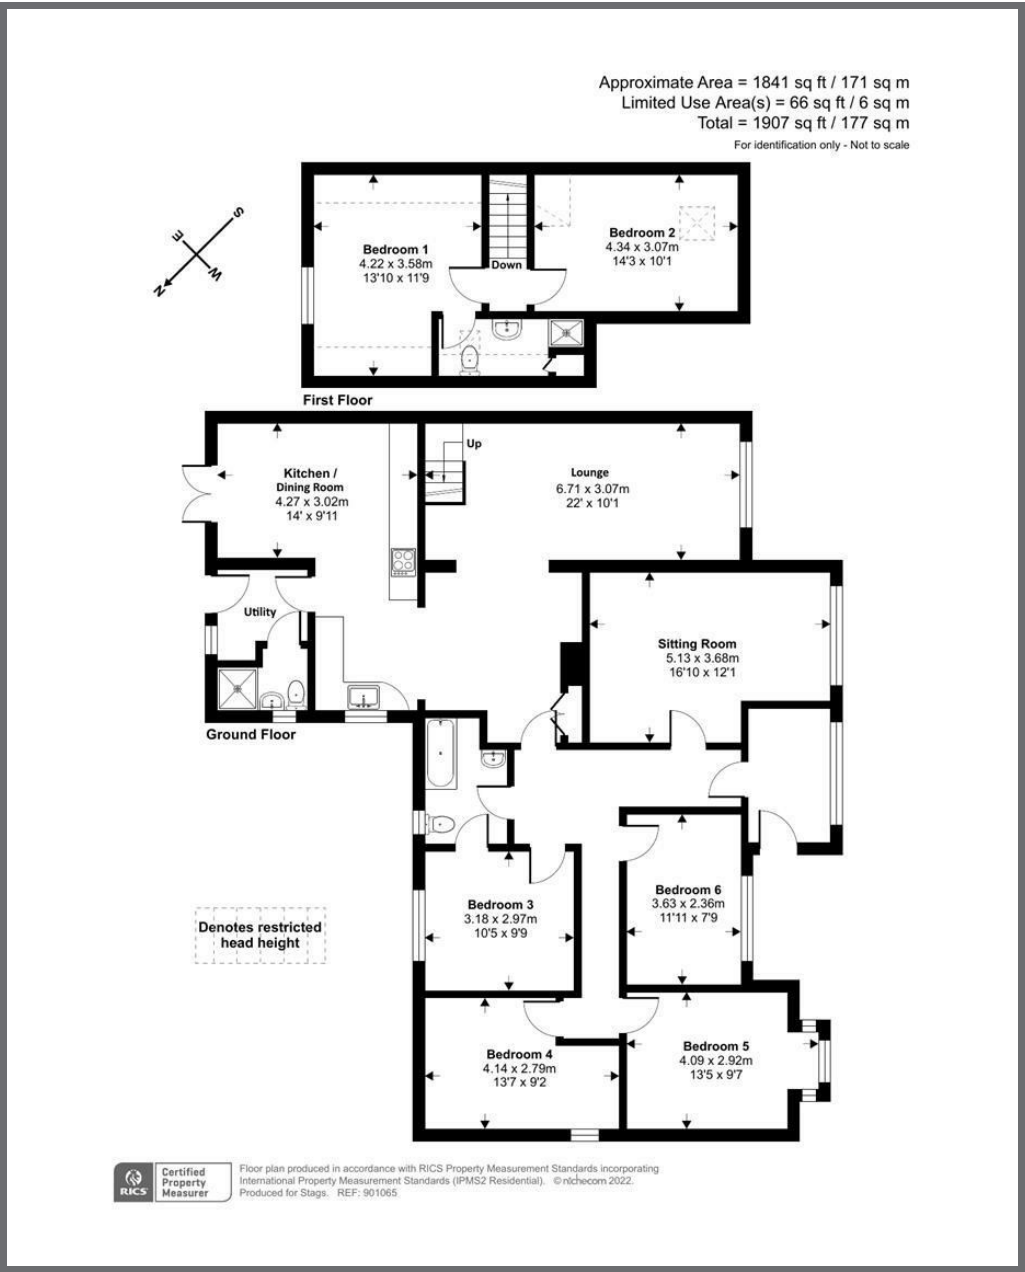 Approximate Area = 1841 sq ft / 171 sq m
Limited Use Area(s) = 66 sq ft / 6 sq m
Total = 1907 sq ft / 177 sq m
For identification only - Not to scale
S
E
W
N
Bedroom 1
4.22 x 3.58m
13'10 x 11'9
Down
Bedroom 2
4.34 x 3.07m
14'3 x 10'1
First Floor
Kitchen /
Dining Room
4.27 x 3.02m
14' x 9'11
Up
Lounge
6.71 x 3.07m
22' x 10'1
Utility
Sitting Room
5.13 x 3.68m
16'10 x 12'1
Ground Floor
Bedroom 3
3.18 x 2.97m
10'5 x 9'9
Bedroom 6
3.63 x 2.36m
11'11 x 7'9
Denotes restricted
head height
Bedroom 4
4.14 x 2.79m
13'7 x 9'2
Bedroom 5
4.09 x 2.92m
13'5 x 9'7
RICS
Certified
Property
Measurer
Floor plan produced in accordance with RICS Property Measurement Standards incorporating
International Property Measurement Standards (IPMS2 Residential). © nichecom 2022.
Produced for Stags. REF: 901065